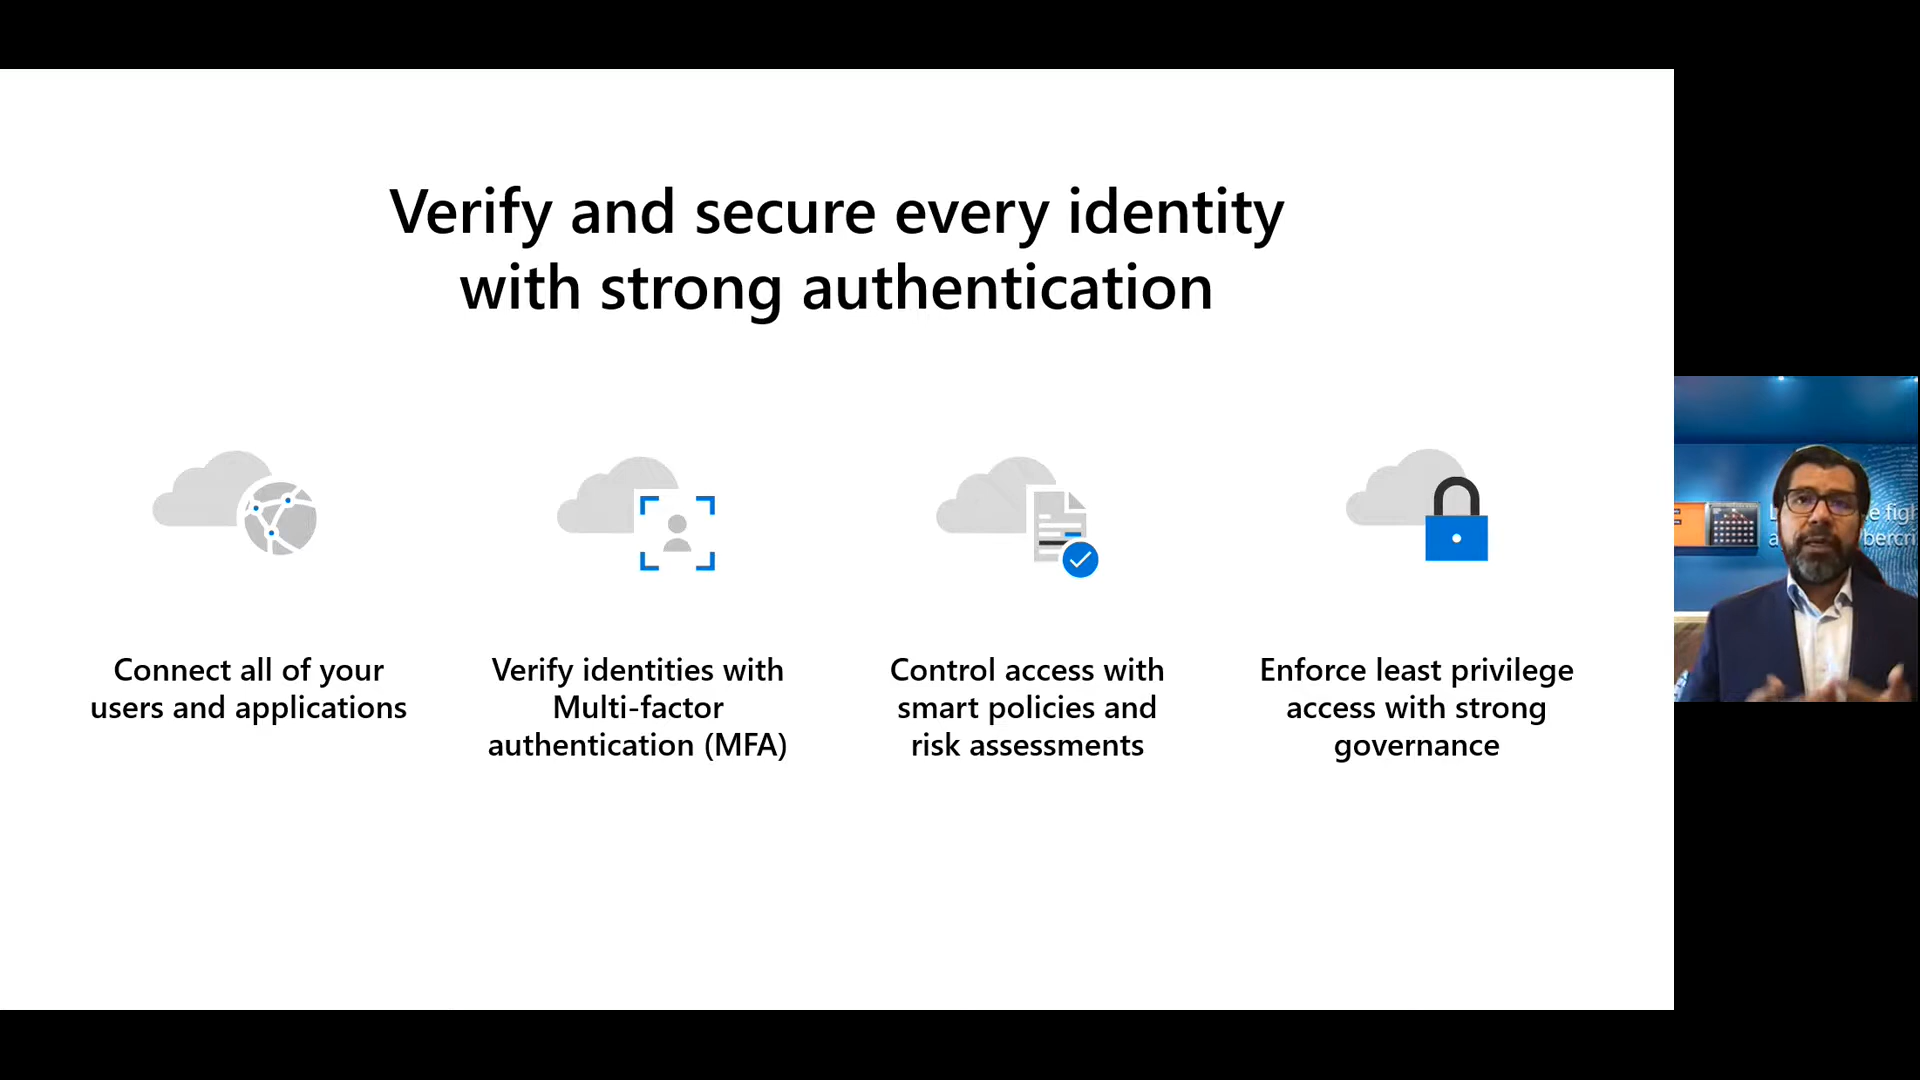 Verify and secure every identity
with strong authentication
Connect all of your
users and applications
Verify identities with
Multi-factor
authentication (MFA)
Control access with
smart policies and
risk assessments
Enforce least privilege
access with strong
governance